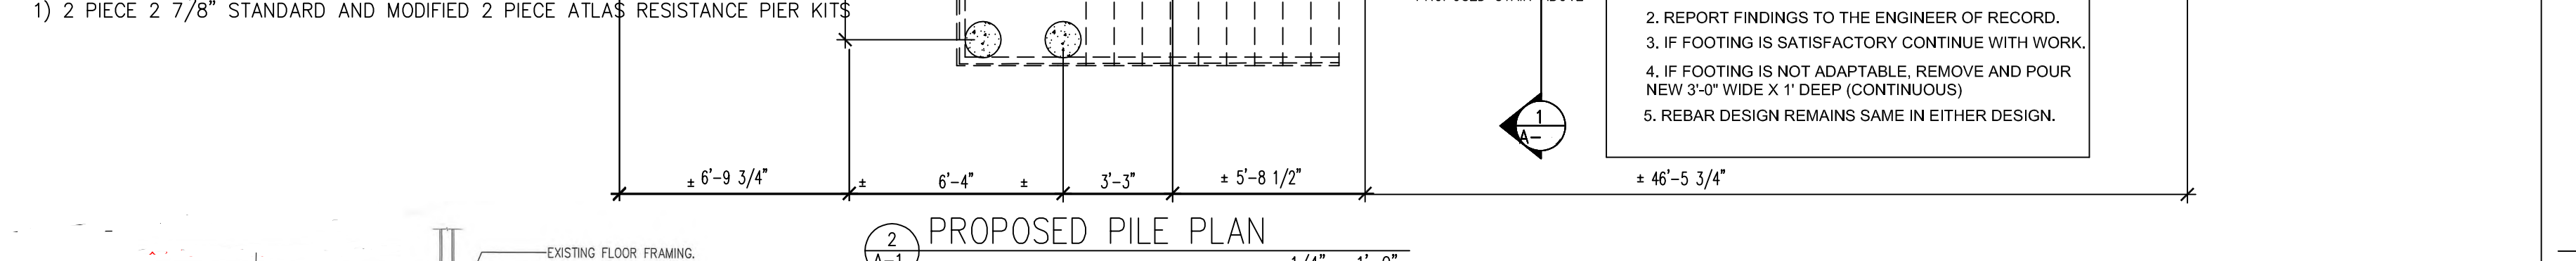 1) 2 PIECE 2 7/8" STANDARD AND MODIFIED 2 PIECE ATLAS RESISTANCE PIER KITS
2. REPORT FINDINGS TO THE ENGINEER OF RECORD.
3. IF FOOTING IS SATISFACTORY CONTINUE WITH WORK.
4. IF FOOTING IS NOT ADAPTABLE, REMOVE AND POUR
NEW 3'-0" WIDE X 1' DEEP (CONTINUOUS)
5. REBAR DESIGN REMAINS SAME IN EITHER DESIGN.
1
A-
± 6'-9 3/4"
± 6'-4" ±
3'-3"
± 5'-8 1/2"
± 46'-5 3/4"
2
A-1
PROPOSED PILE PLAN
EXISTING FLOOR FRAMING.